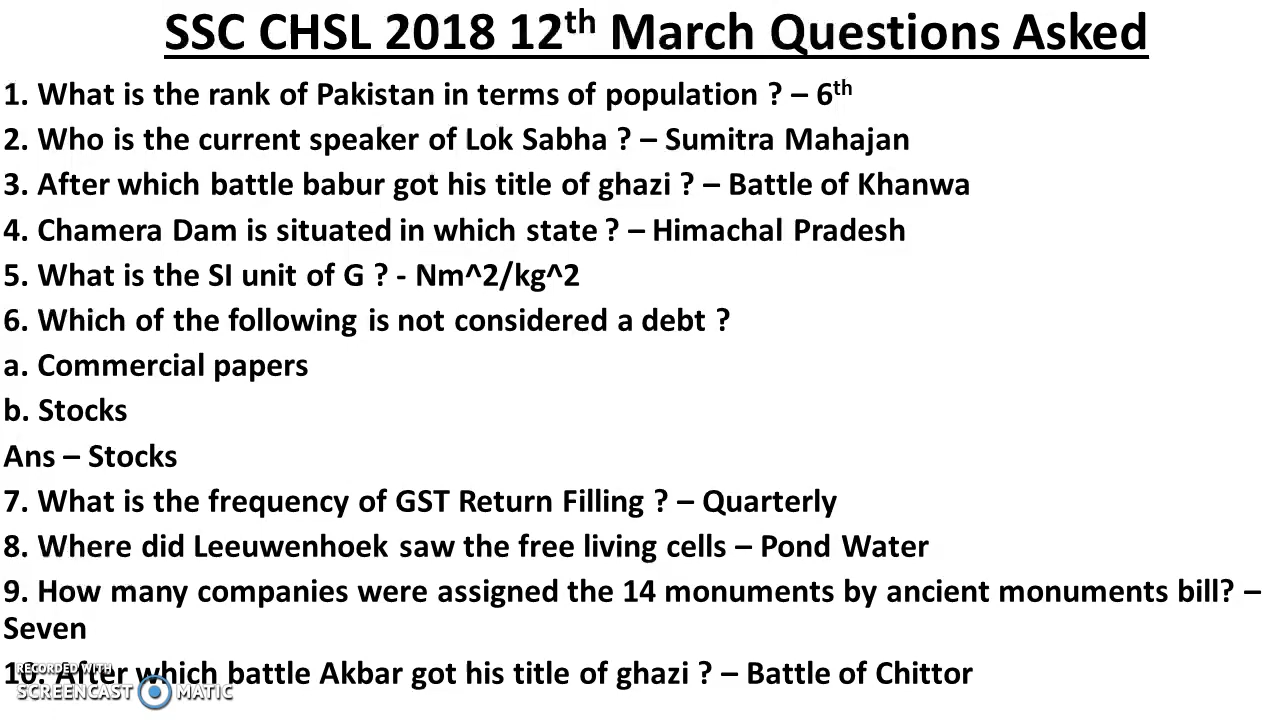 SSC CHSL 2018 12th March Questions Asked
1. What is the rank of Pakistan in terms of population ? – 6th
2. Who is the current speaker of Lok Sabha ? – Sumitra Mahajan
3. After which battle babur got his title of ghazi ? – Battle of Khanwa
4. Chamera Dam is situated in which state ? – Himachal Pradesh
5. What is the SI unit of G ? - Nm^2/kg^2
6. Which of the following is not considered a debt ?
a. Commercial papers
b. Stocks
Ans – Stocks
7. What is the frequency of GST Return Filling ? – Quarterly
8. Where did Leeuwenhoek saw the free living cells – Pond Water
9. How many companies were assigned the 14 monuments by ancient monuments bill? –
Seven
10. After which battle Akbar got his title of ghazi ? – Battle of Chittor
RECORDED WITH
SCREENCAST MATIC